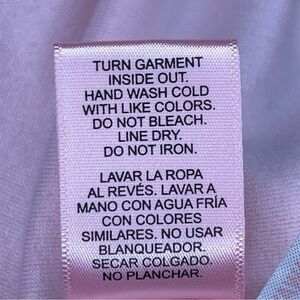 TURN GARMENT
INSIDE OUT.
HAND WASH COLD
WITH LIKE COLORS.
DO NOT BLEACH.
LINE DRY.
DO NOT IRON.
LAVAR LA ROPA
AL REVÉS. LAVAR A
MANO CON AGUA FRÍA
CON COLORES
SIMILARES. NO USAR
BLANQUEADOR.
SECAR COLGADO.
NO PLANCHAR.